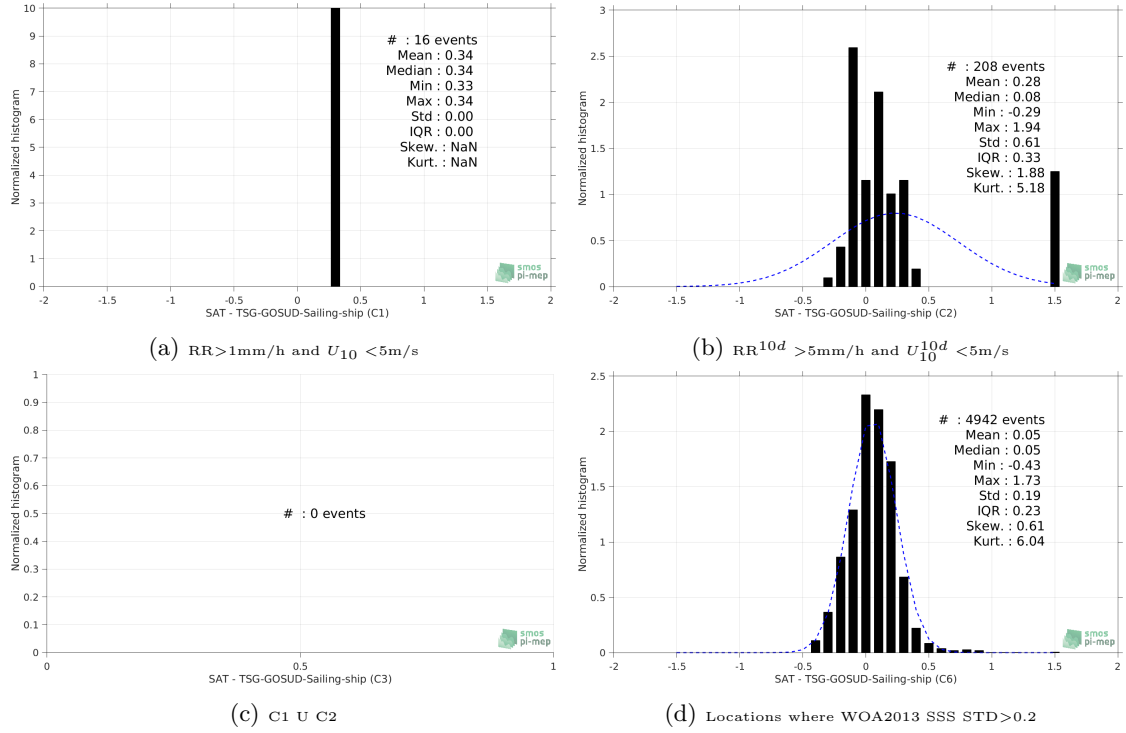 10
9
8
7
6
5
4
3
2
1
0
Normalized histogram
# : 16 events
Mean : 0.34
Median : 0.34
Min : 0.33
Max : 0.34
Std : 0.00
IQR : 0.00
Skew. : NaN
Kurt. : NaN
smos
pi-mep
-2 -1.5 -1 -0.5 0 0.5 1 1.5 2
SAT - TSG-GOSUD-Sailing-ship (C1)
(a) RR>1mm/h and U10 <5m/s
3
2.5
2
1.5
1
0.5
0
Normalized histogram
# : 208 events
Mean : 0.28
Median : 0.08
Min : -0.29
Max : 1.94
Std : 0.61
IQR : 0.33
Skew. : 1.88
Kurt. : 5.18
smos
pi-mep
-2 -1.5 -1 -0.5 0 0.5 1 1.5 2
SAT - TSG-GOSUD-Sailing-ship (C2)
(b) RR^10d >5mm/h and U10^10d <5m/s
1
0.9
0.8
0.7
0.6
0.5
0.4
0.3
0.2
0.1
0
Normalized histogram
# : 0 events
smos
pi-mep
0 0.5 1
SAT - TSG-GOSUD-Sailing-ship (C3)
(c) C1 U C2
2.5
2
1.5
1
0.5
0
Normalized histogram
# : 4942 events
Mean : 0.05
Median : 0.05
Min : -0.43
Max : 1.73
Std : 0.19
IQR : 0.23
Skew. : 0.61
Kurt. : 6.04
smos
pi-mep
-2 -1.5 -1 -0.5 0 0.5 1 1.5 2
SAT - TSG-GOSUD-Sailing-ship (C6)
(d) Locations where WOA2013 SSS STD>0.2